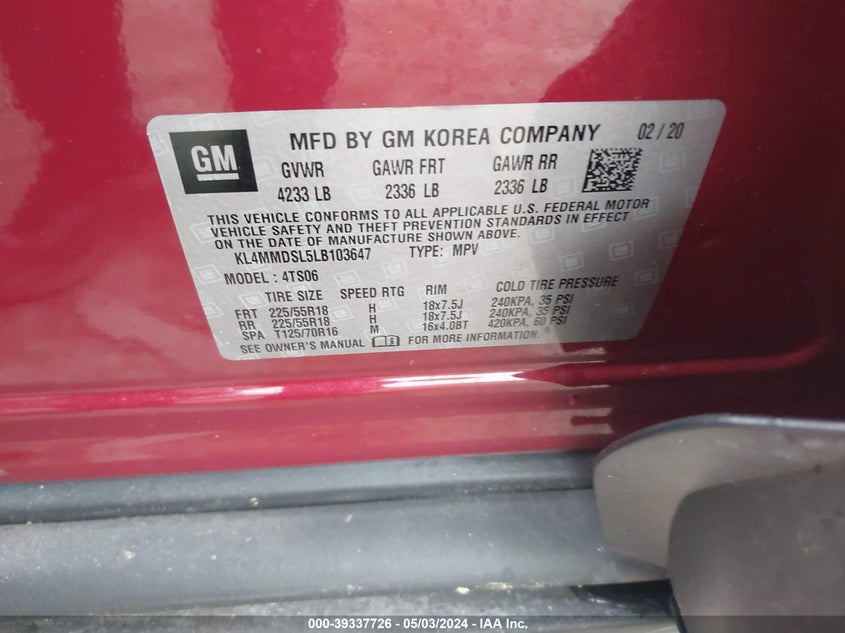 GM
MFD BY GM KOREA COMPANY 02 / 20
GVWR GAWR FRT GAWR RR
4233 LB 2336 LB 2336 LB
THIS VEHICLE CONFORMS TO ALL APPLICABLE U.S. FEDERAL MOTOR
VEHICLE SAFETY AND THEFT PREVENTION STANDARDS IN EFFECT
ON THE DATE OF MANUFACTURE SHOWN ABOVE.
KL4MMDSL5LB103647 TYPE: MPV
MODEL : 4TS06
TIRE SIZE SPEED RTG RIM COLD TIRE PRESSURE
FRT 225/55R18 H 18x7.5J 240KPA, 35 PSI
RR 225/55R18 H 18x7.5J 240KPA, 35 PSI
SPA T125/70R16 M 16x4.0BT 420KPA, 60 PSI
SEE OWNER'S MANUAL FOR MORE INFORMATION.
000-39337726 - 05/03/2024 - IAA Inc.